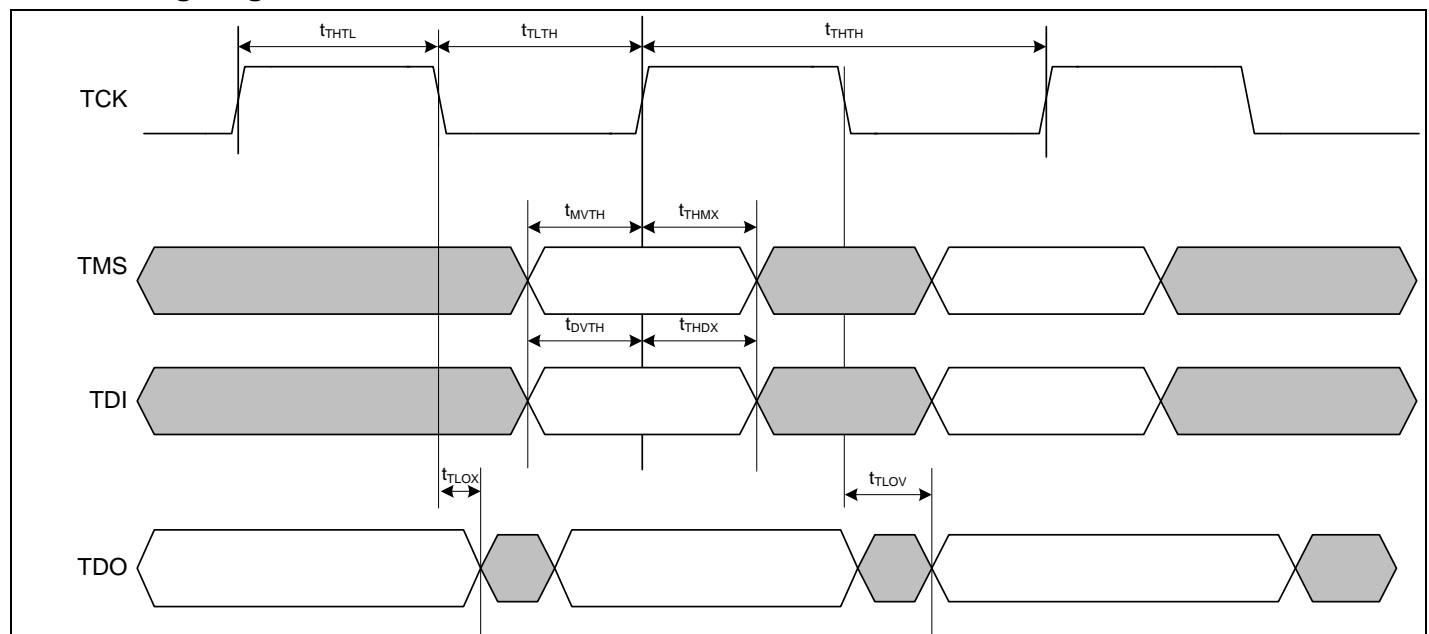 tTHTL tTLTH tTHTH
TCK
tMVTH tTHMX
TMS
tDVTH tTHDX
TDI
tTLOX tTLOV
TDO